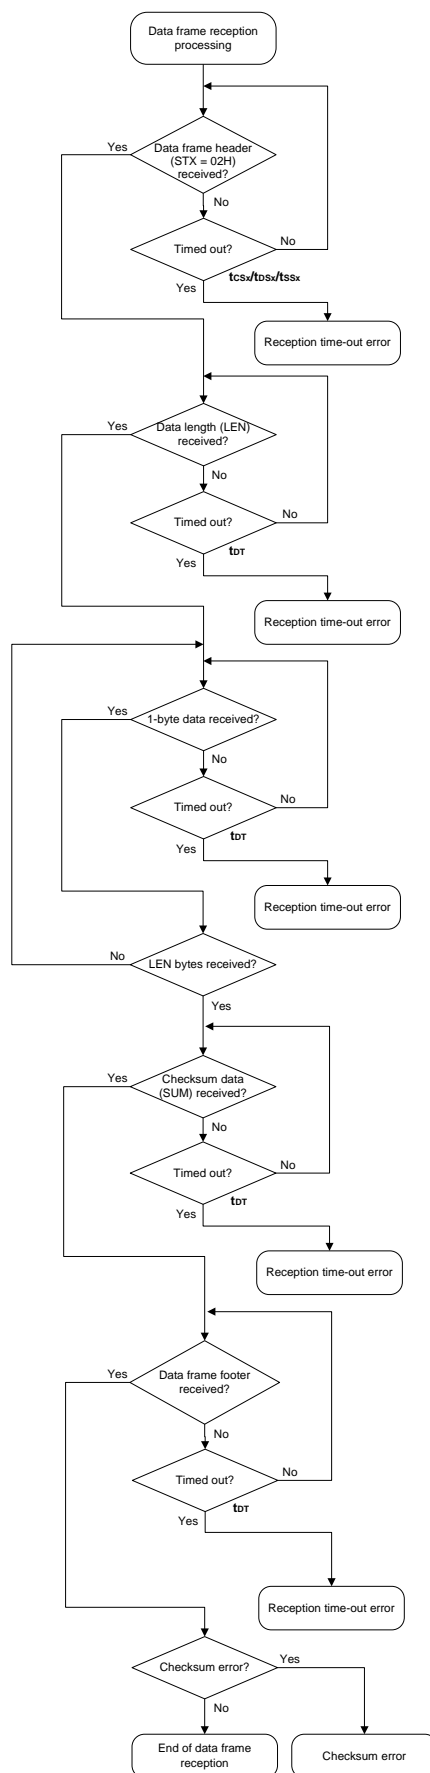 Data frame reception
processing
Yes
Data frame header
(STX = 02H)
received?
No
Timed out?
No
tCSx/tDSx/tSSx
Yes
Reception time-out error
Yes
Data length (LEN)
received?
No
Timed out?
No
tDT
Yes
Reception time-out error
Yes
1-byte data received?
No
Timed out?
No
tDT
Yes
Reception time-out error
No
LEN bytes received?
Yes
Yes
Checksum data
(SUM) received?
No
Timed out?
No
tDT
Yes
Reception time-out error
Yes
Data frame footer
received?
No
Timed out?
No
tDT
Yes
Reception time-out error
Checksum error?
Yes
No
End of data frame
reception
Checksum error